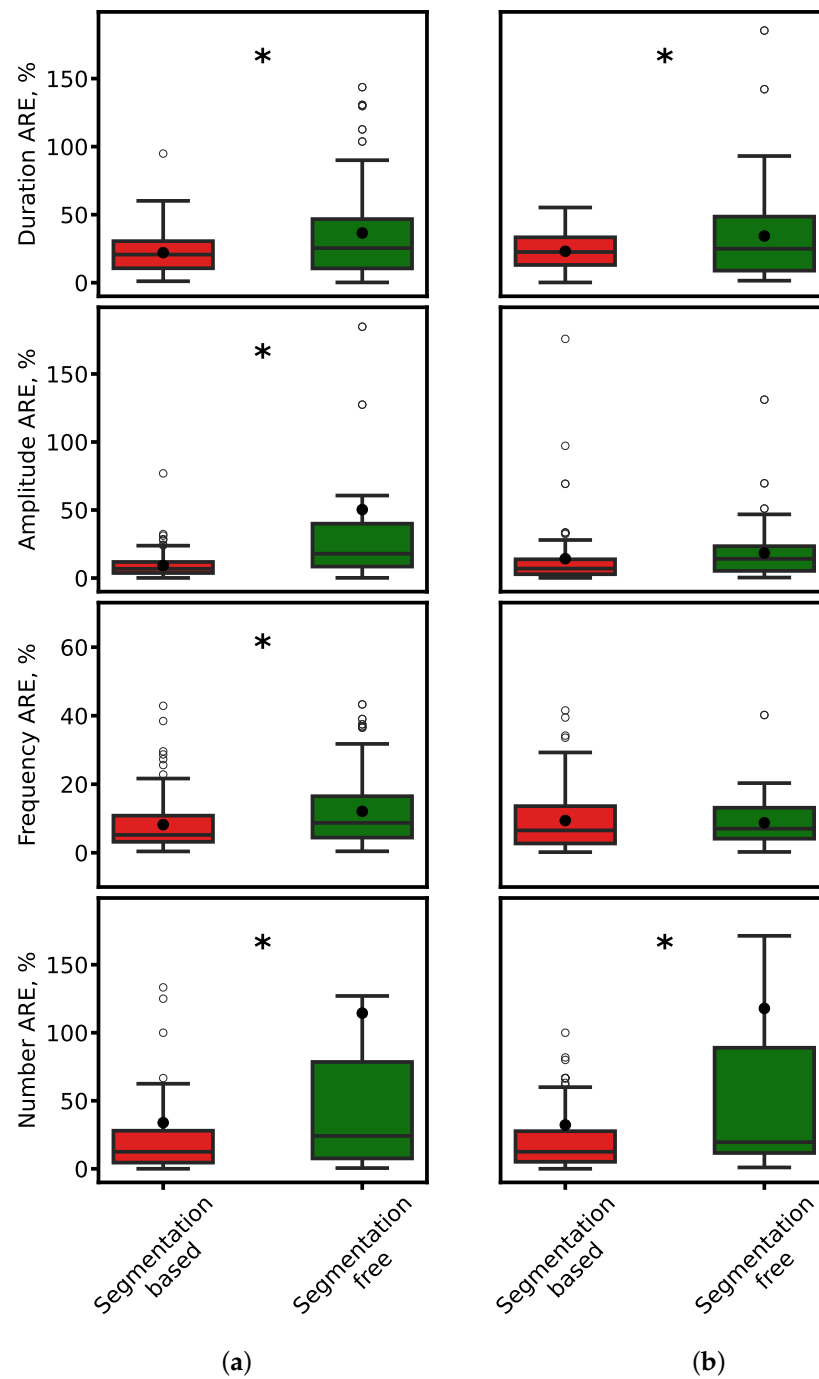 Duration ARE, %
150
100
50
0
*
*
Amplitude ARE, %
150
100
50
0
*
Frequency ARE, %
60
40
20
0
*
Number ARE, %
150
100
50
0
*
*
Segmentation
based
Segmentation
free
Segmentation
based
Segmentation
free
(a)
(b)